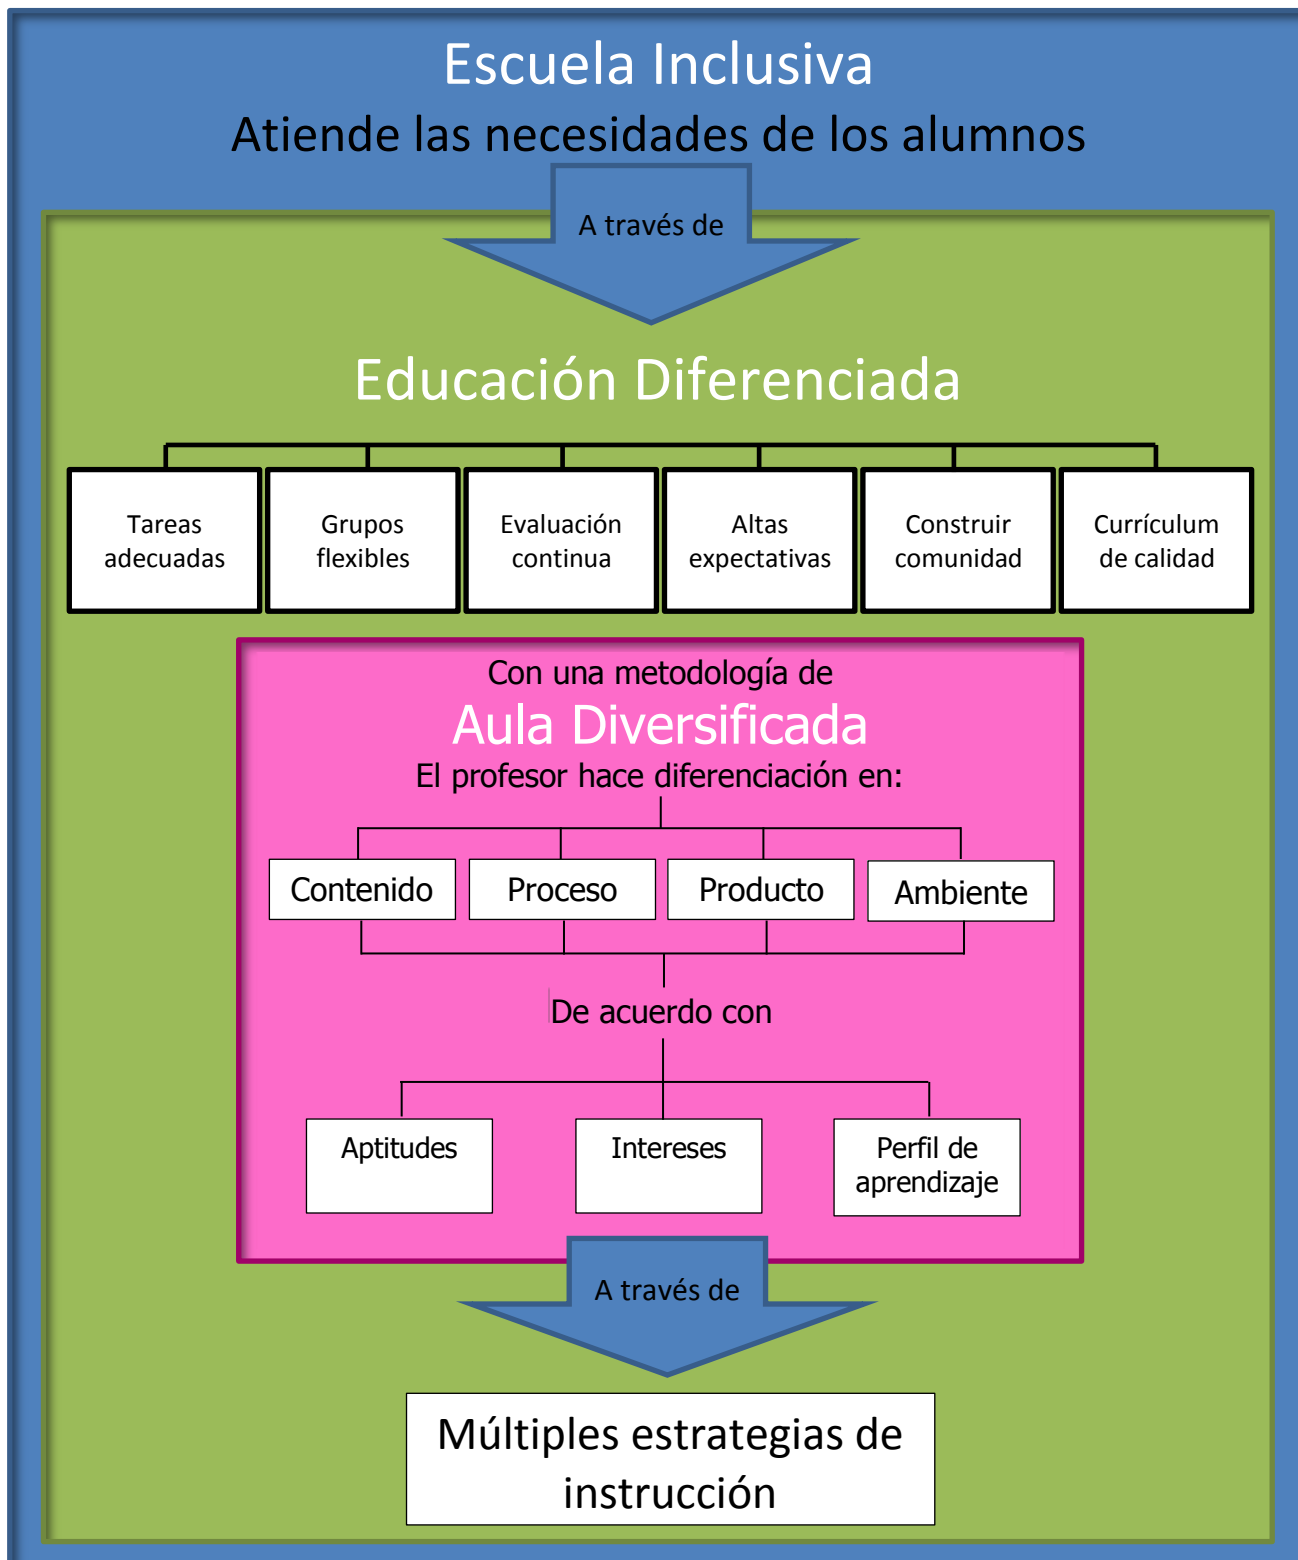 Escuela Inclusiva
Atiende las necesidades de los alumnos
A través de
Educación Diferenciada
Tareas
adecuadas
Grupos
flexibles
Evaluación
continua
Altas
expectativas
Construir
comunidad
Currículum
de calidad
Con una metodología de
Aula Diversificada
El profesor hace diferenciación en:
Contenido
Proceso
Producto
Ambiente
De acuerdo con
Aptitudes
Intereses
Perfil de
aprendizaje
A través de
Múltiples estrategias de
instrucción